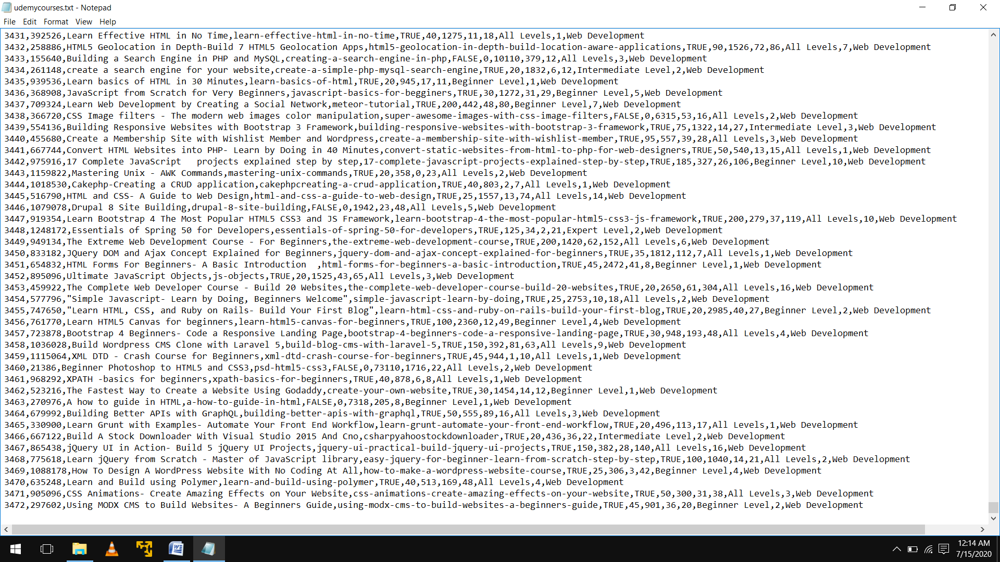 udemycourses.txt - Notepad
File Edit Format View Help
3431,392526,Learn Effective HTML in No Time,learn-effective-html-in-no-time,TRUE,40,1275,11,18,All Levels,1,Web Development
3432,258886,HTML5 Geolocation in Depth-Build 7 HTML5 Geolocation Apps,html5-geolocation-in-depth-build-location-aware-applications,TRUE,90,1526,72,86,All Levels,7,Web Development
3433,155640,Building a Search Engine in PHP and MySQL,creating-a-search-engine-in-php,FALSE,0,10110,379,12,All Levels,3,Web Development
3434,261148,create a search engine for your website,create-a-simple-php-mysql-search-engine,TRUE,20,1832,6,12,Intermediate Level,2,Web Development
3435,939536,Learn basics of HTML in 30 Minutes,learn-basics-of-html,TRUE,20,945,17,11,Beginner Level,1,Web Development
3436,368908,JavaScript from Scratch for Very Beginners,javascript-basics-for-begginers,TRUE,30,1272,31,29,Beginner Level,5,Web Development
3437,709324,Learn Web Development by Creating a Social Network,meteor-tutorial,TRUE,200,442,48,80,Beginner Level,7,Web Development
3438,366720,CSS Image filters - The modern web images color manipulation,super-awesome-images-with-css-image-filters,FALSE,0,6315,53,16,All Levels,2,Web Development
3439,554136,Building Responsive Websites with Bootstrap 3 Framework,building-responsive-websites-with-bootstrap-3-framework,TRUE,75,1322,14,27,Intermediate Level,3,Web Development
3440,455680,Create a Membership Site with Wishlist Member and Wordpress,create-a-membership-site-with-wishlist-member,TRUE,95,557,39,28,All Levels,3,Web Development
3441,667744,Convert HTML Websites into PHP- Learn by Doing in 40 Minutes,convert-static-websites-from-html-to-php-for-web-designers,TRUE,50,540,13,15,All Levels,1,Web Development
3442,975916,17 Complete JavaScript   projects explained step by step,17-complete-javascript-projects-explained-step-by-step,TRUE,185,327,26,106,Beginner Level,10,Web Development
3443,1159822,Mastering Unix - AWK Commands,mastering-unix-commands,TRUE,20,358,0,23,All Levels,2,Web Development
3444,1018530,Cakephp-Creating a CRUD application,cakephpcreating-a-crud-application,TRUE,40,803,2,7,All Levels,1,Web Development
3445,516790,HTML and CSS- A Guide to Web Design,html-and-css-a-guide-to-web-design,TRUE,25,1557,13,74,All Levels,14,Web Development
3446,1079078,Drupal 8 Site Building,drupal-8-site-building,FALSE,0,1942,23,48,All Levels,5,Web Development
3447,919354,Learn Bootstrap 4 The Most Popular HTML5 CSS3 and JS Framework,learn-bootstrap-4-the-most-popular-html5-css3-js-framework,TRUE,200,279,37,119,All Levels,10,Web Development
3448,1248172,Essentials of Spring 50 for Developers,essentials-of-spring-50-for-developers,TRUE,125,34,2,21,Expert Level,2,Web Development
3449,949134,The Extreme Web Development Course - For Beginners,the-extreme-web-development-course,TRUE,200,1420,62,152,All Levels,6,Web Development
3450,833182,JQuery DOM and Ajax Concept Explained for Beginners,jquery-dom-and-ajax-concept-explained-for-beginners,TRUE,35,1812,112,7,All Levels,1,Web Development
3451,654832,HTML Forms For Beginners- A Basic Introduction  ,html-forms-for-beginners-a-basic-introduction,TRUE,45,2472,41,8,Beginner Level,1,Web Development
3452,895096,Ultimate JavaScript Objects,js-objects,TRUE,20,1525,43,65,All Levels,3,Web Development
3453,459922,The Complete Web Developer Course - Build 20 Websites,the-complete-web-developer-course-build-20-websites,TRUE,20,2650,61,304,All Levels,16,Web Development
3454,577796,"Simple Javascript- Learn by Doing, Beginners Welcome",simple-javascript-learn-by-doing,TRUE,25,2753,10,18,All Levels,2,Web Development
3455,747650,"Learn HTML, CSS, and Ruby on Rails- Build Your First Blog",learn-html-css-and-ruby-on-rails-build-your-first-blog,TRUE,20,2985,40,27,Beginner Level,2,Web Development
3456,761770,Learn HTML5 Canvas for beginners,learn-html5-canvas-for-beginners,TRUE,100,2360,12,49,Beginner Level,4,Web Development
3457,723878,Bootstrap 4 Beginners- Code a Responsive Landing Page,bootstrap-4-beginners-code-a-responsive-landing-page,TRUE,30,948,193,48,All Levels,4,Web Development
3458,1036028,Build Wordpress CMS Clone with Laravel 5,build-blog-cms-with-laravel-5,TRUE,150,392,81,63,All Levels,9,Web Development
3459,1115064,XML DTD - Crash Course for Beginners,xml-dtd-crash-course-for-beginners,TRUE,45,944,1,10,All Levels,1,Web Development
3460,21386,Beginner Photoshop to HTML5 and CSS3,psd-html5-css3,FALSE,0,73110,1716,22,All Levels,2,Web Development
3461,968292,XPATH -basics for beginners,xpath-basics-for-beginners,TRUE,40,878,6,8,All Levels,1,Web Development
3462,523216,The Fastest Way to Create a Website Using Godaddy,create-your-own-website,TRUE,30,1454,14,12,Beginner Level,1,Web Development
3463,270976,A how to guide in HTML,a-how-to-guide-in-html,FALSE,0,7318,205,8,Beginner Level,1,Web Development
3464,679992,Building Better APIs with GraphQL,building-better-apis-with-graphql,TRUE,50,555,89,16,All Levels,3,Web Development
3465,330900,Learn Grunt with Examples- Automate Your Front End Workflow,learn-grunt-automate-your-front-end-workflow,TRUE,20,496,113,17,All Levels,1,Web Development
3466,667122,Build A Stock Downloader With Visual Studio 2015 And Cno,csharpyahoostockdownloader,TRUE,20,436,36,22,Intermediate Level,2,Web Development
3467,865438,jQuery UI in Action- Build 5 jQuery UI Projects,jquery-ui-practical-build-jquery-ui-projects,TRUE,150,382,28,140,All Levels,16,Web Development
3468,775618,Learn jQuery from Scratch - Master of JavaScript library,easy-jquery-for-beginner-learn-from-scratch-step-by-step,TRUE,100,1040,14,21,All Levels,2,Web Development
3469,1088178,How To Design A WordPress Website With No Coding At All,how-to-make-a-wordpress-website-course,TRUE,25,306,3,42,Beginner Level,4,Web Development
3470,635248,Learn and Build using Polymer,learn-and-build-using-polymer,TRUE,40,513,169,48,All Levels,4,Web Development
3471,905096,CSS Animations- Create Amazing Effects on Your Website,css-animations-create-amazing-effects-on-your-website,TRUE,50,300,31,38,All Levels,3,Web Development
3472,297602,Using MODX CMS to Build Websites- A Beginners Guide,using-modx-cms-to-build-websites-a-beginners-guide,TRUE,45,901,36,20,Beginner Level,2,Web Development
12:14 AM
7/15/2020